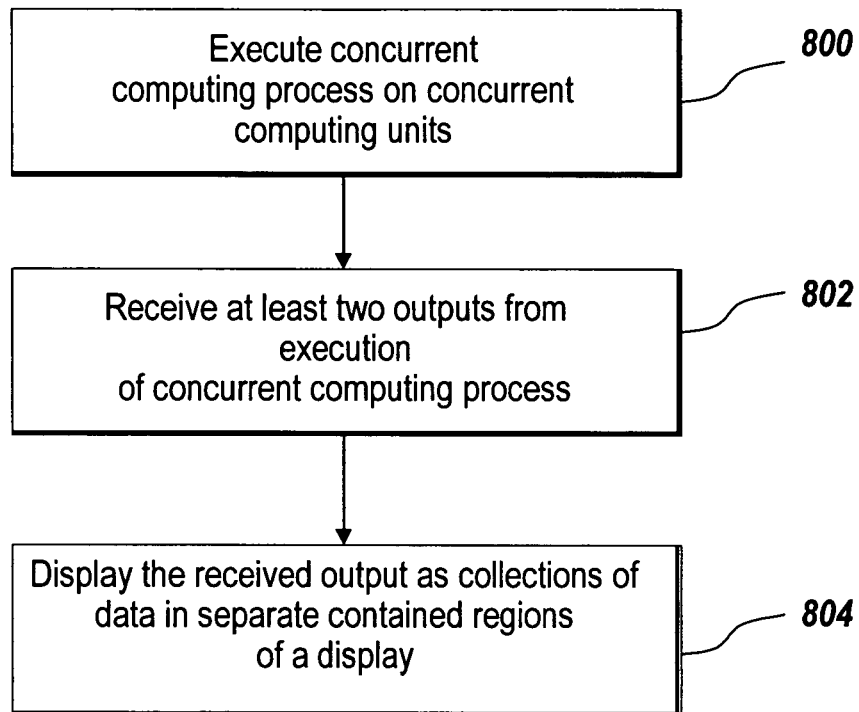 Execute concurrent
computing process on concurrent
computing units
800
Receive at least two outputs from
execution
of concurrent computing process
802
Display the received output as collections of
data in separate contained regions
of a display
804